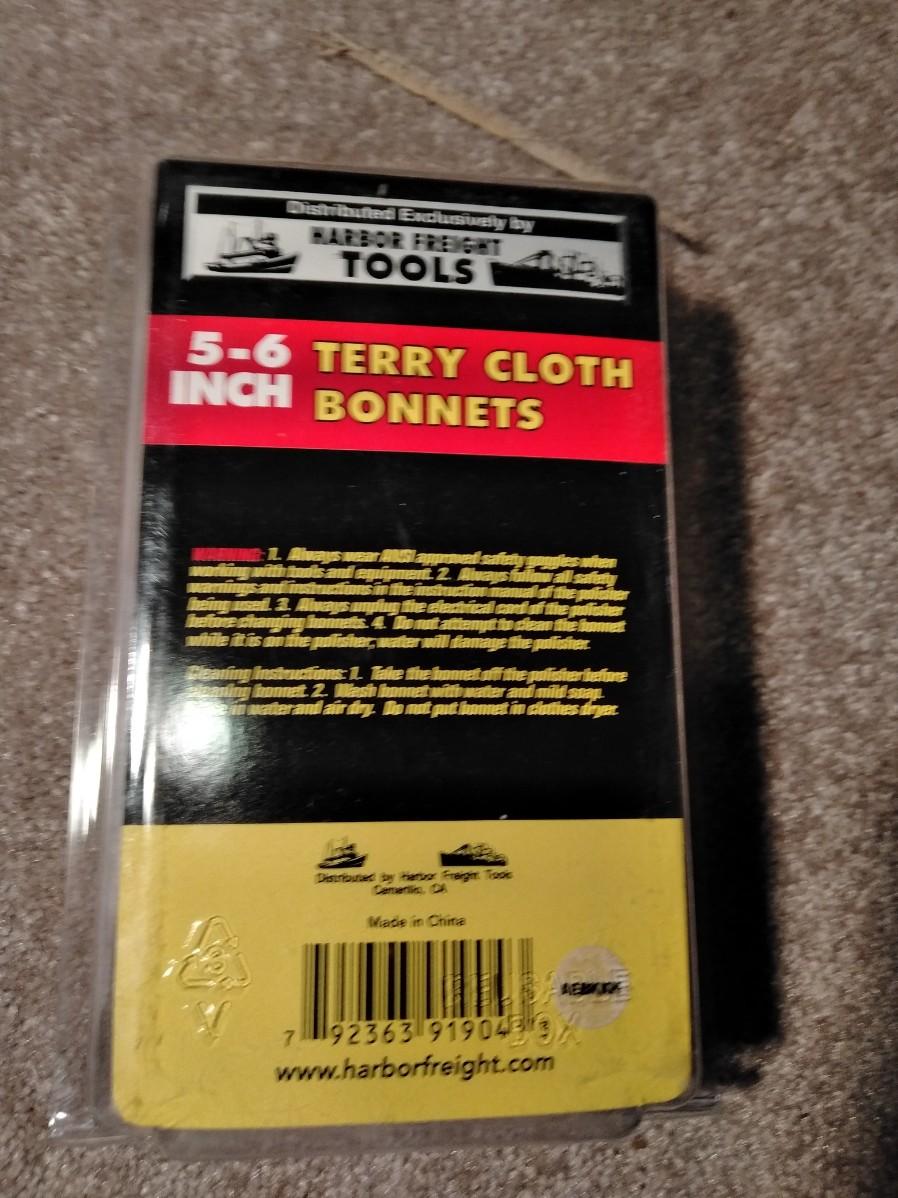 Distributed Exclusively by
HARBOR FREIGHT
TOOLS
5-6 TERRY CLOTH
INCH BONNETS
WARNING: 1. Always wear ANSI approved safety goggles when
working with tools and equipment. 2. Always follow all safety
warnings and instructions in the instruction manual of the polisher
being used. 3. Always unplug the electrical cord of the polisher
before changing bonnets. 4. Do not attempt to clean the bonnet
while it is on the polisher, water will damage the polisher.
Cleaning Instructions: 1. Take the bonnet off the polisher before
cleaning bonnet. 2. Wash bonnet with water and mild soap.
in water and air dry. Do not put bonnet in clothes dryer.
Distributed by Harbor Freight Tools
Camarillo, CA
Made in China
3
V
BOX
7 92363 91904
www.harborfreight.com